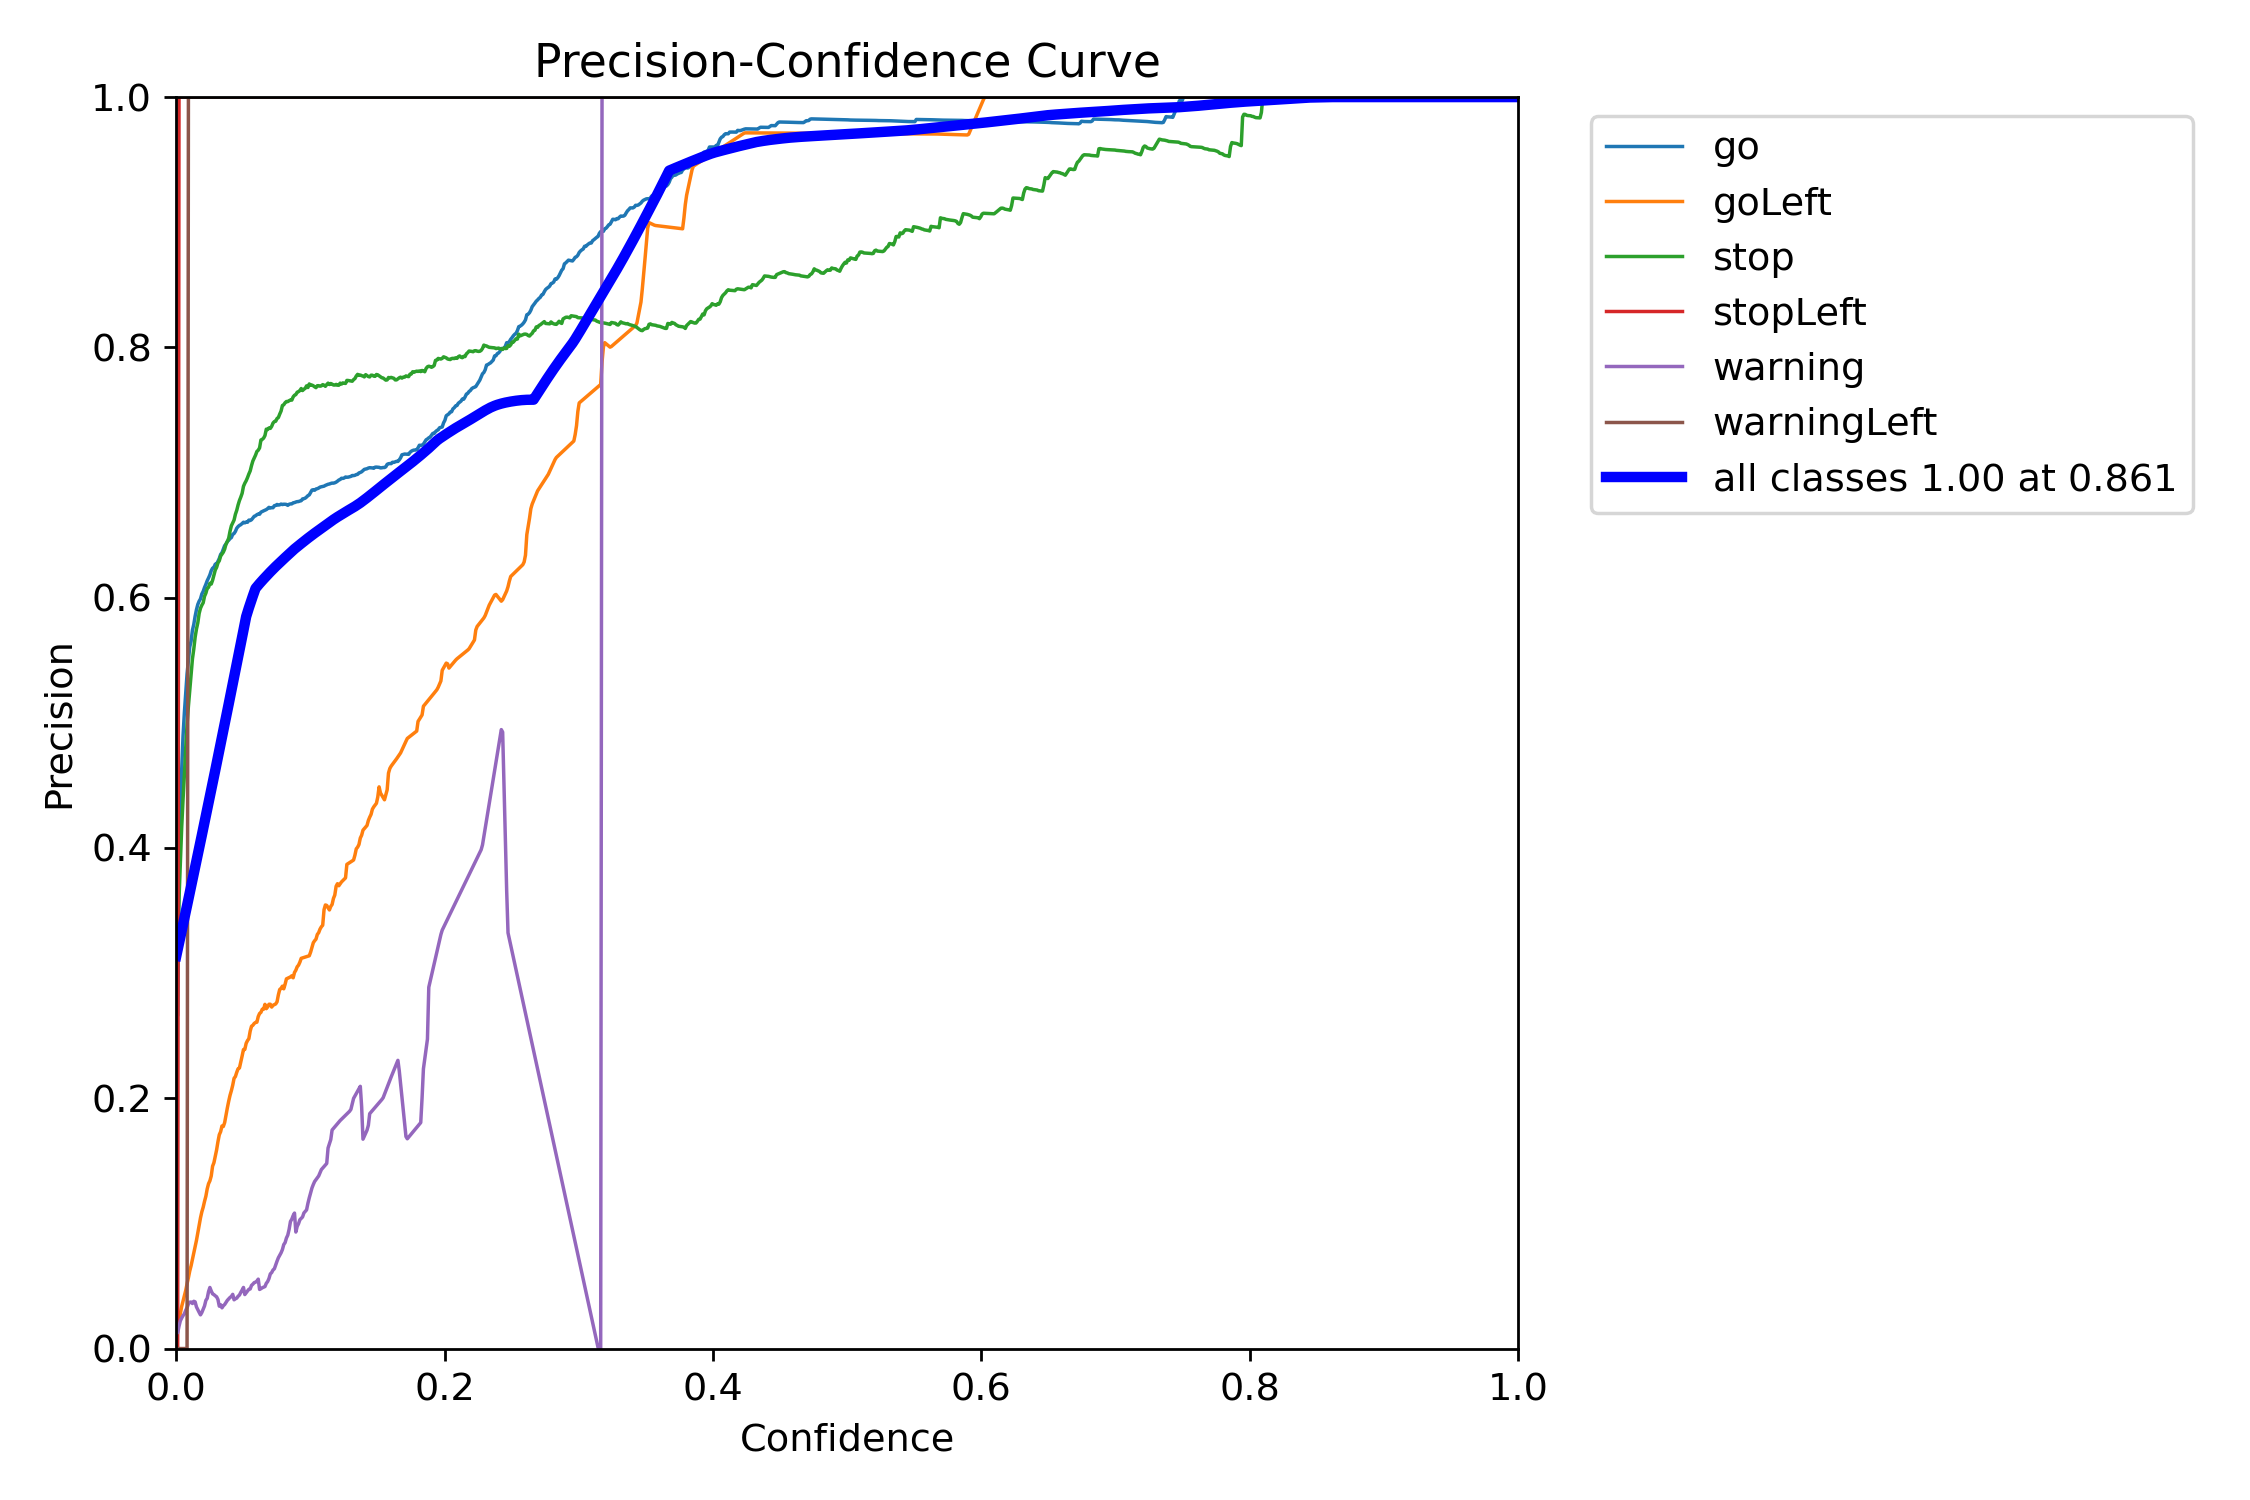 Precision-Confidence Curve
1.0
0.8
0.6
0.4
0.2
0.0
Precision
0.0 0.2 0.4 0.6 0.8 1.0
Confidence
go
goLeft
stop
stopLeft
warning
warningLeft
all classes 1.00 at 0.861